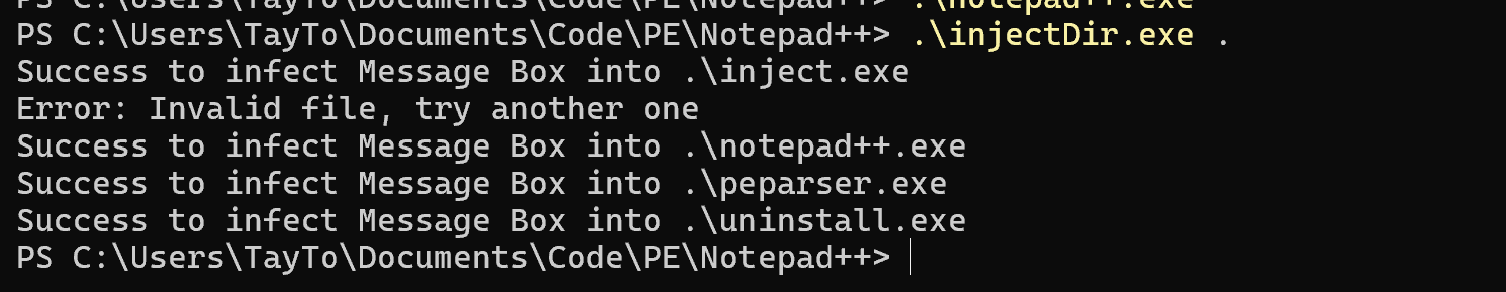 PS C:\Users\TayTo\Documents\Code\PE\Notepad++> .\notepad++.exe
PS C:\Users\TayTo\Documents\Code\PE\Notepad++> .\injectDir.exe .
Success to infect Message Box into .\inject.exe
Error: Invalid file, try another one
Success to infect Message Box into .\notepad++.exe
Success to infect Message Box into .\peparser.exe
Success to infect Message Box into .\uninstall.exe
PS C:\Users\TayTo\Documents\Code\PE\Notepad++>